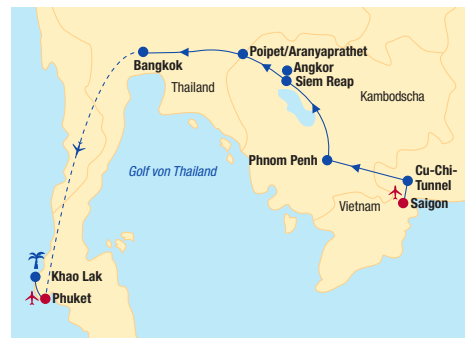 Poipet/Aranyaprathet
Bangkok
Angkor
Siem Reap
Thailand
Kambodscha
Phnom Penh
Golf von Thailand
Cu-Chi-
Tunnel
Vietnam
Saigon
Khao Lak
Phuket